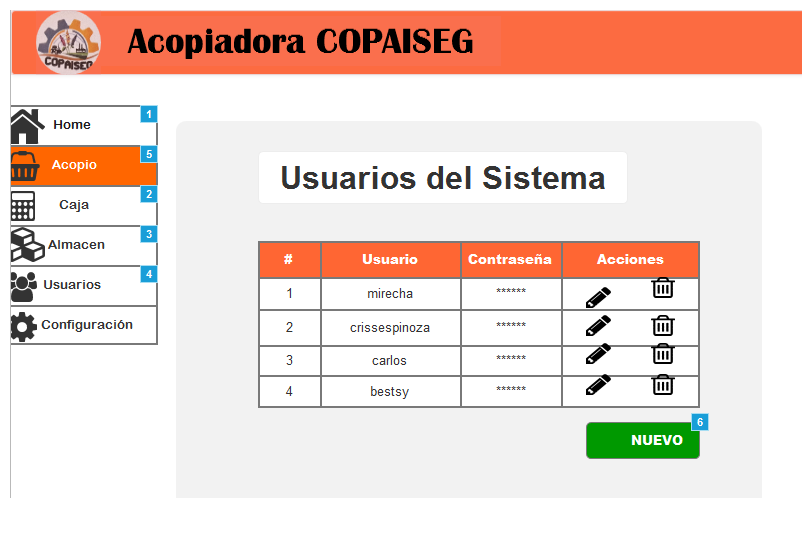 COPAISEG
Acopiadora COPAISEG
Home 1
Acopio 5
Caja 2
Almacen 3
Usuarios 4
Configuración
Usuarios del Sistema
# Usuario Contraseña Acciones
1 mirecha ******
2 crissespinoza ******
3 carlos ******
4 bestsy ******
6
NUEVO